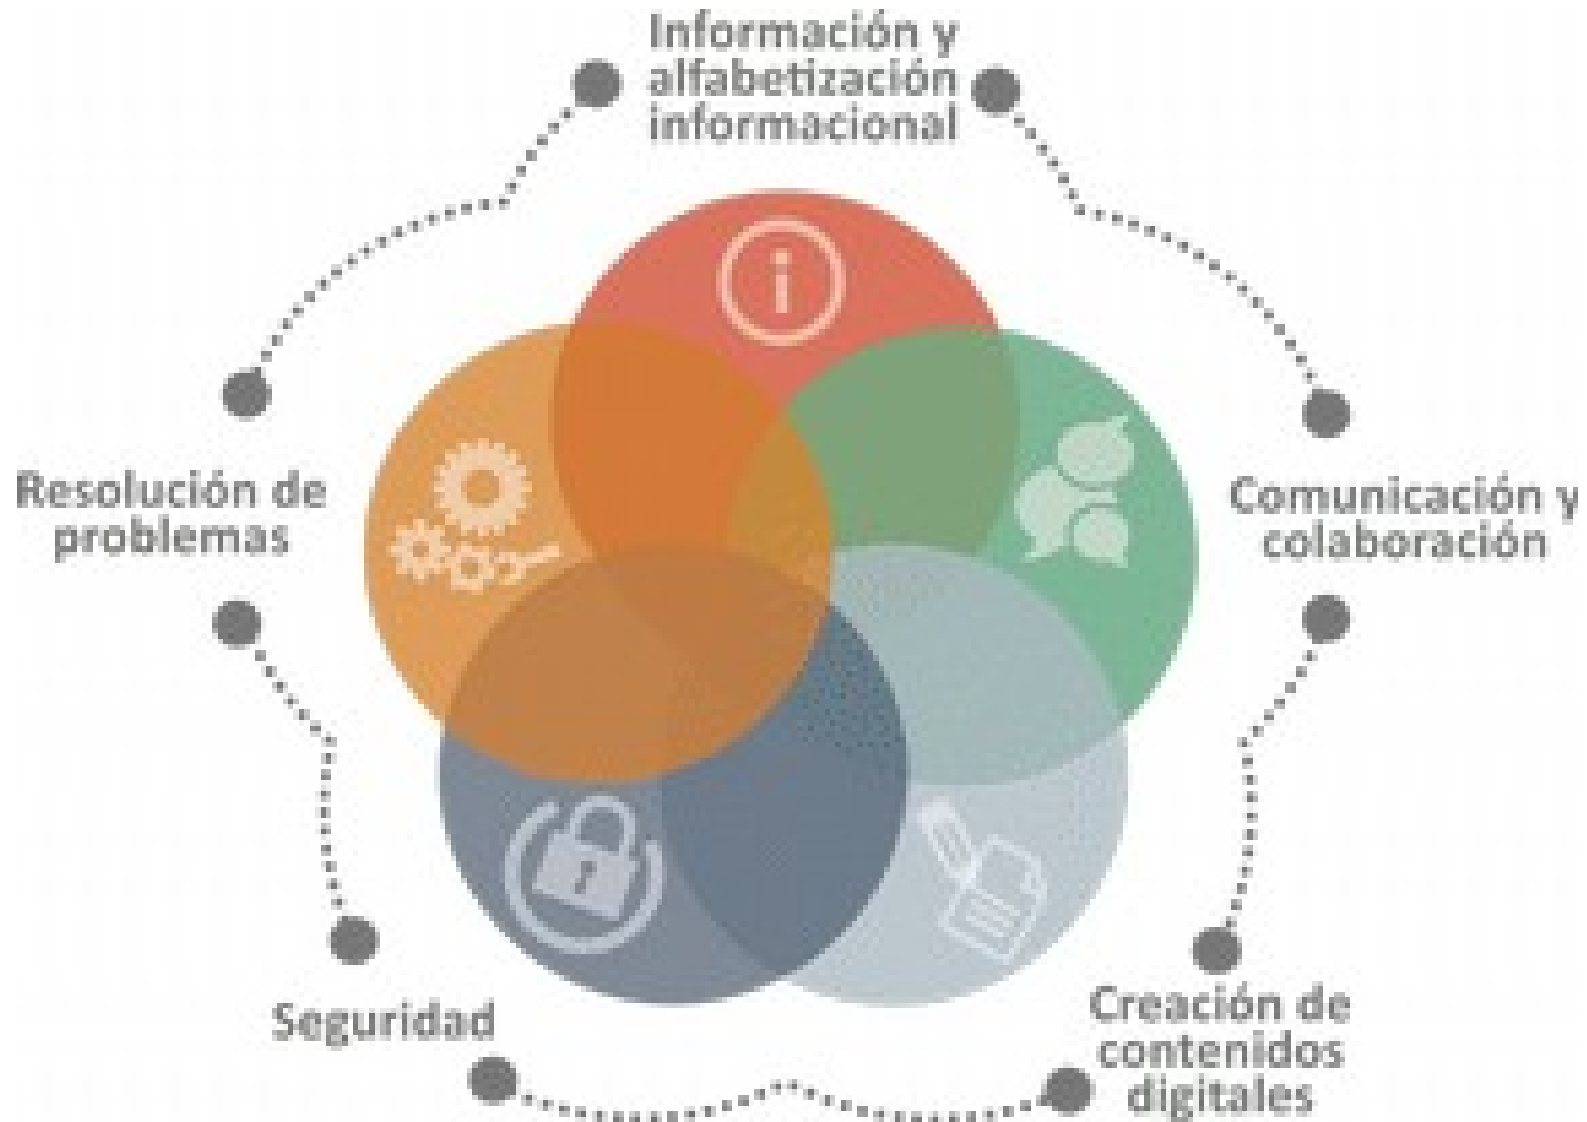 Información y
alfabetización
informacional
Resolución de
problemas
Comunicación y
colaboración
Seguridad
Creación de
contenidos
digitales